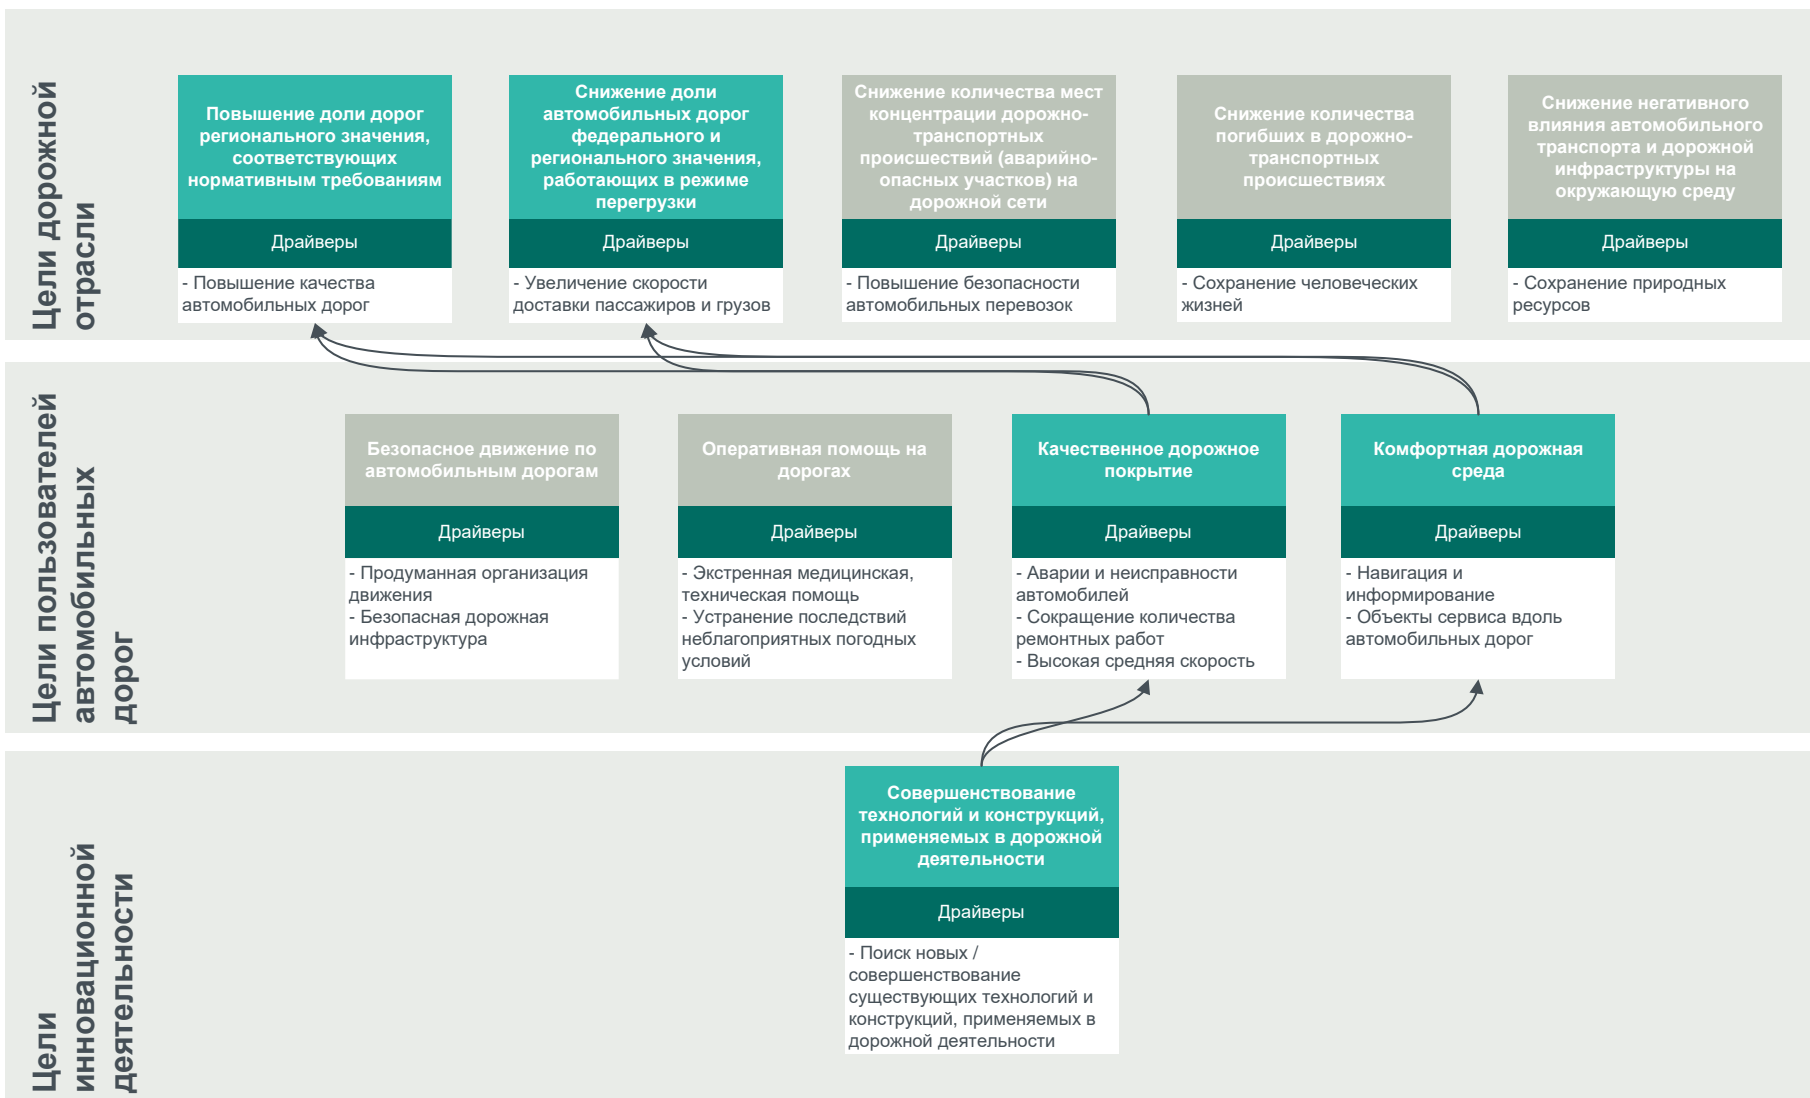 Цели дорожной
отрасли
Повышение доли дорог
регионального значения,
соответствующих
нормативным требованиям
Драйверы
- Повышение качества
автомобильных дорог
Снижение доли
автомобильных дорог
федерального и
регионального значения,
работающих в режиме
перегрузки
Драйверы
- Увеличение скорости
доставки пассажиров и грузов
Снижение количества мест
концентрации дорожно-
транспортных
происшествий (аварийно-
опасных участков) на
дорожной сети
Драйверы
- Повышение безопасности
автомобильных перевозок
Снижение количества
погибших в дорожно-
транспортных
происшествиях
Драйверы
- Сохранение человеческих
жизней
Снижение негативного
влияния автомобильного
транспорта и дорожной
инфраструктуры на
окружающую среду
Драйверы
- Сохранение природных
ресурсов
Цели пользователей
автомобильных
дорог
Безопасное движение по
автомобильным дорогам
Драйверы
- Продуманная организация
движения
- Безопасная дорожная
инфраструктура
Оперативная помощь на
дорогах
Драйверы
- Экстренная медицинская,
техническая помощь
- Устранение последствий
неблагоприятных погодных
условий
Качественное дорожное
покрытие
Драйверы
- Аварии и неисправности
автомобилей
- Сокращение количества
ремонтных работ
- Высокая средняя скорость
Комфортная дорожная
среда
Драйверы
- Навигация и
информирование
- Объекты сервиса вдоль
автомобильных дорог
Цели
инновационной
деятельности
Совершенствование
технологий и конструкций,
применяемых в дорожной
деятельности
Драйверы
- Поиск новых /
совершенствование
существующих технологий и
конструкций, применяемых в
дорожной деятельности